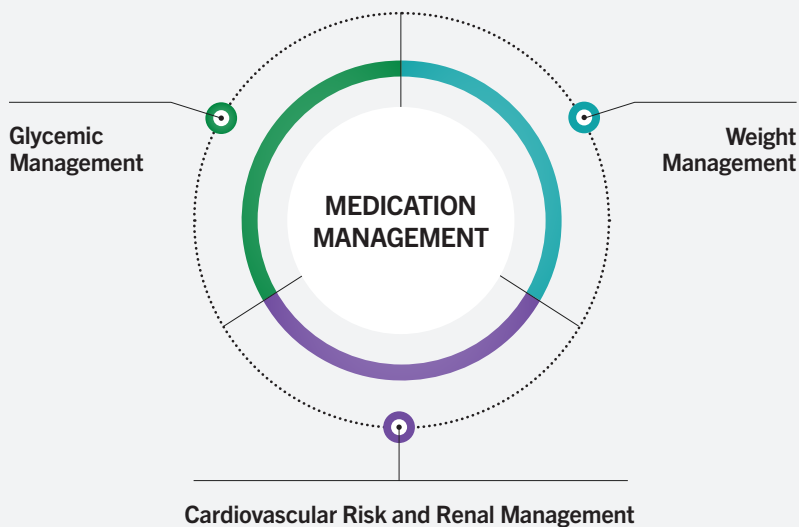 Glycemic
Management
Weight
Management
MEDICATION
MANAGEMENT
Cardiovascular Risk and Renal Management